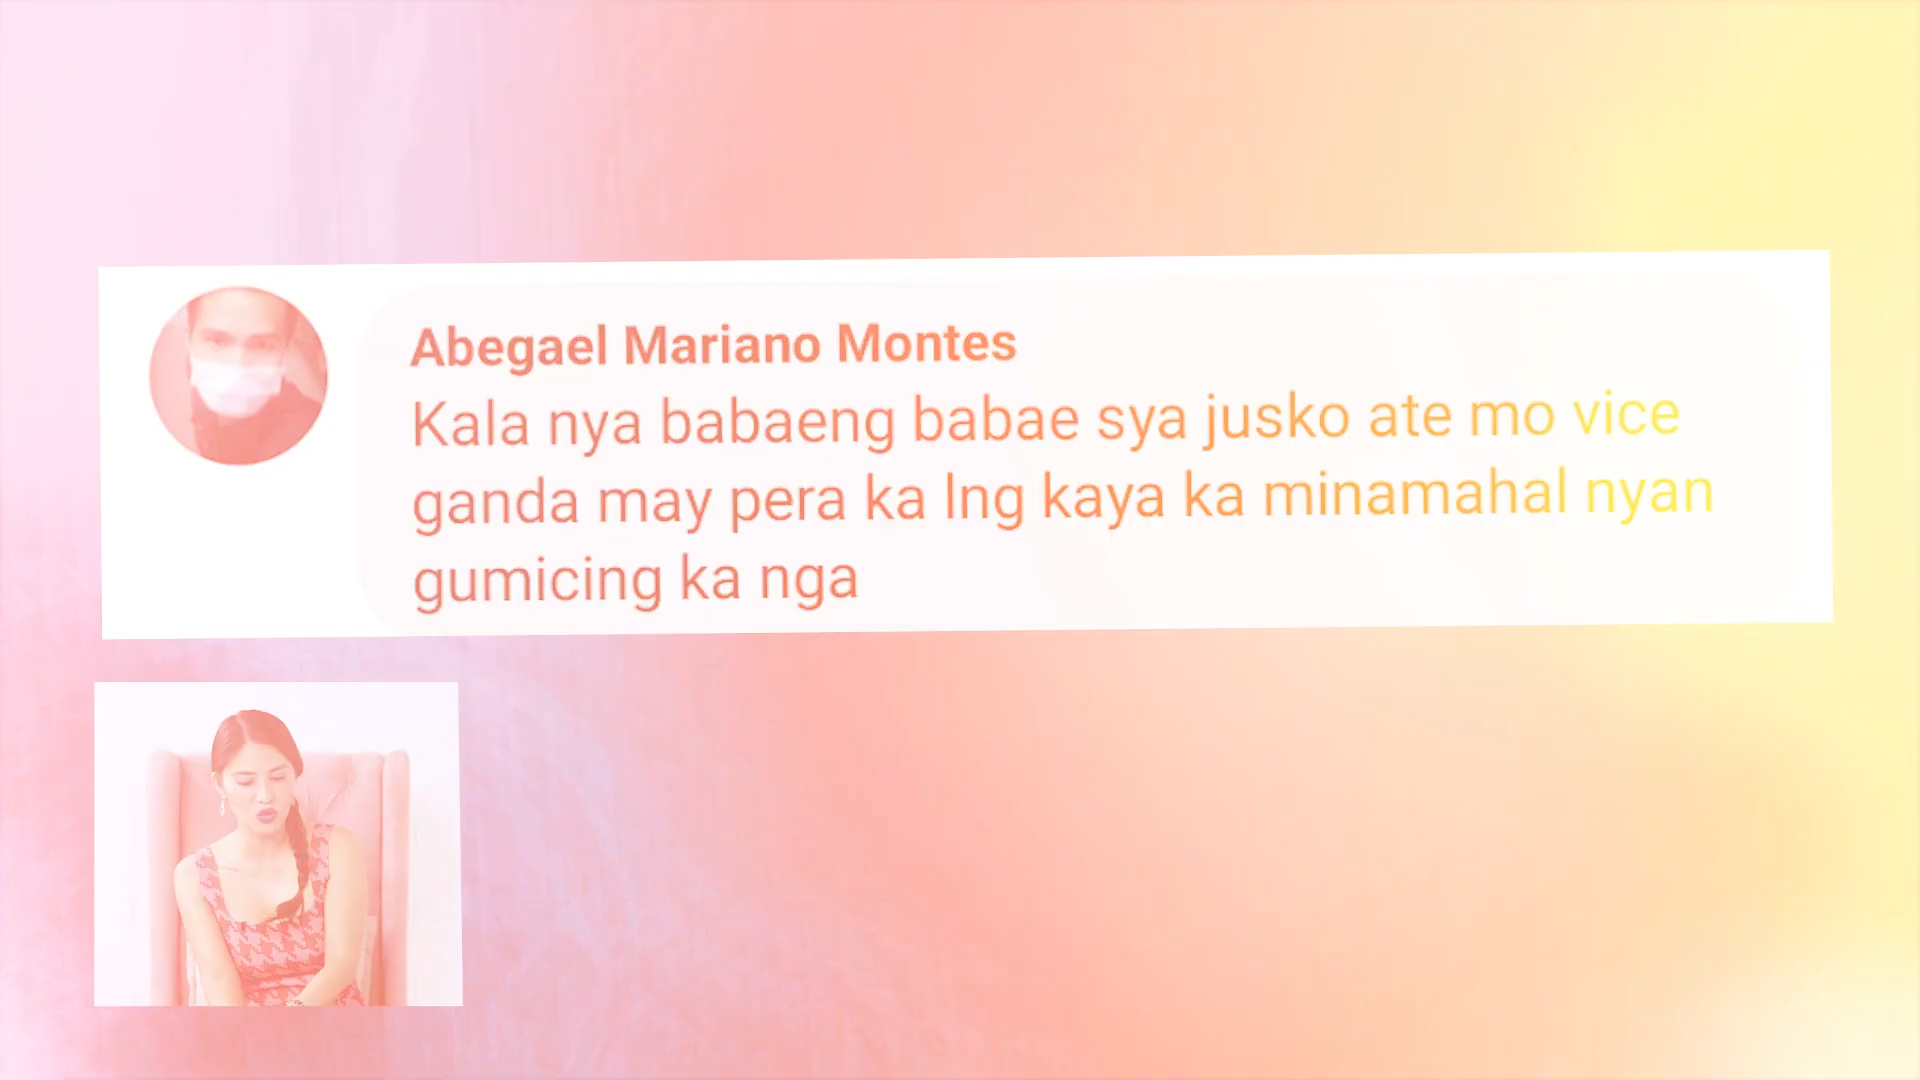 Abegael Mariano Montes
Kala nya babaeng babae sya jusko ate mo vice
ganda may pera ka lng kaya ka minamahal nyan
gumicing ka nga